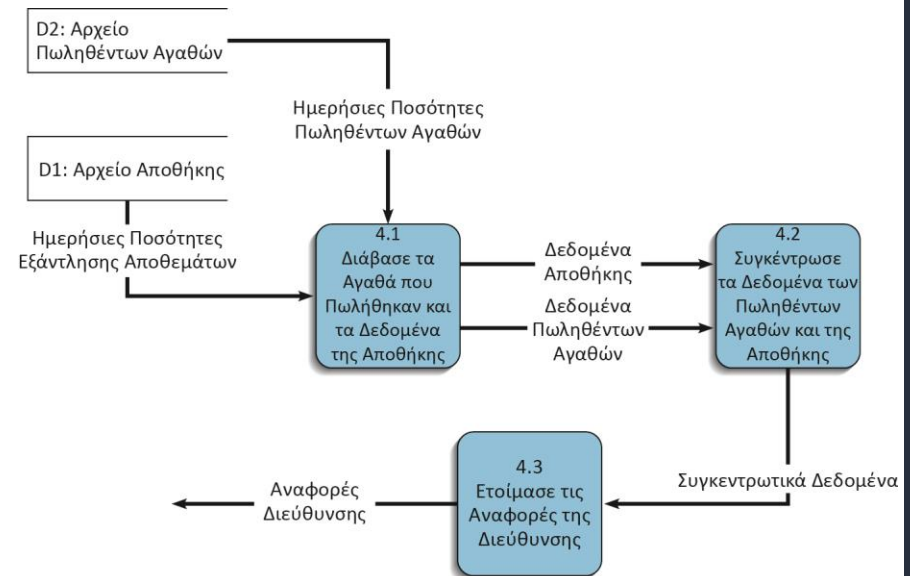 D2: Αρχείο
Πωληθέντων Αγαθών
Ημερήσιες Ποσότητες
Πωληθέντων Αγαθών
D1: Αρχείο Αποθήκης
Ημερήσιες Ποσότητες
Εξάντλησης Αποθεμάτων
4.1
Διάβασε τα
Αγαθά που
Πωλήθηκαν και
τα Δεδομένα
της Αποθήκης
Δεδομένα
Αποθήκης
Δεδομένα
Πωληθέντων
Αγαθών
4.2
Συγκέντρωσε
τα Δεδομένα των
Πωληθέντων
Αγαθών και της
Αποθήκης
Συγκεντρωτικά Δεδομένα
4.3
Ετοίμασε τις
Αναφορές της
Διεύθυνσης
Αναφορές
Διεύθυνσης